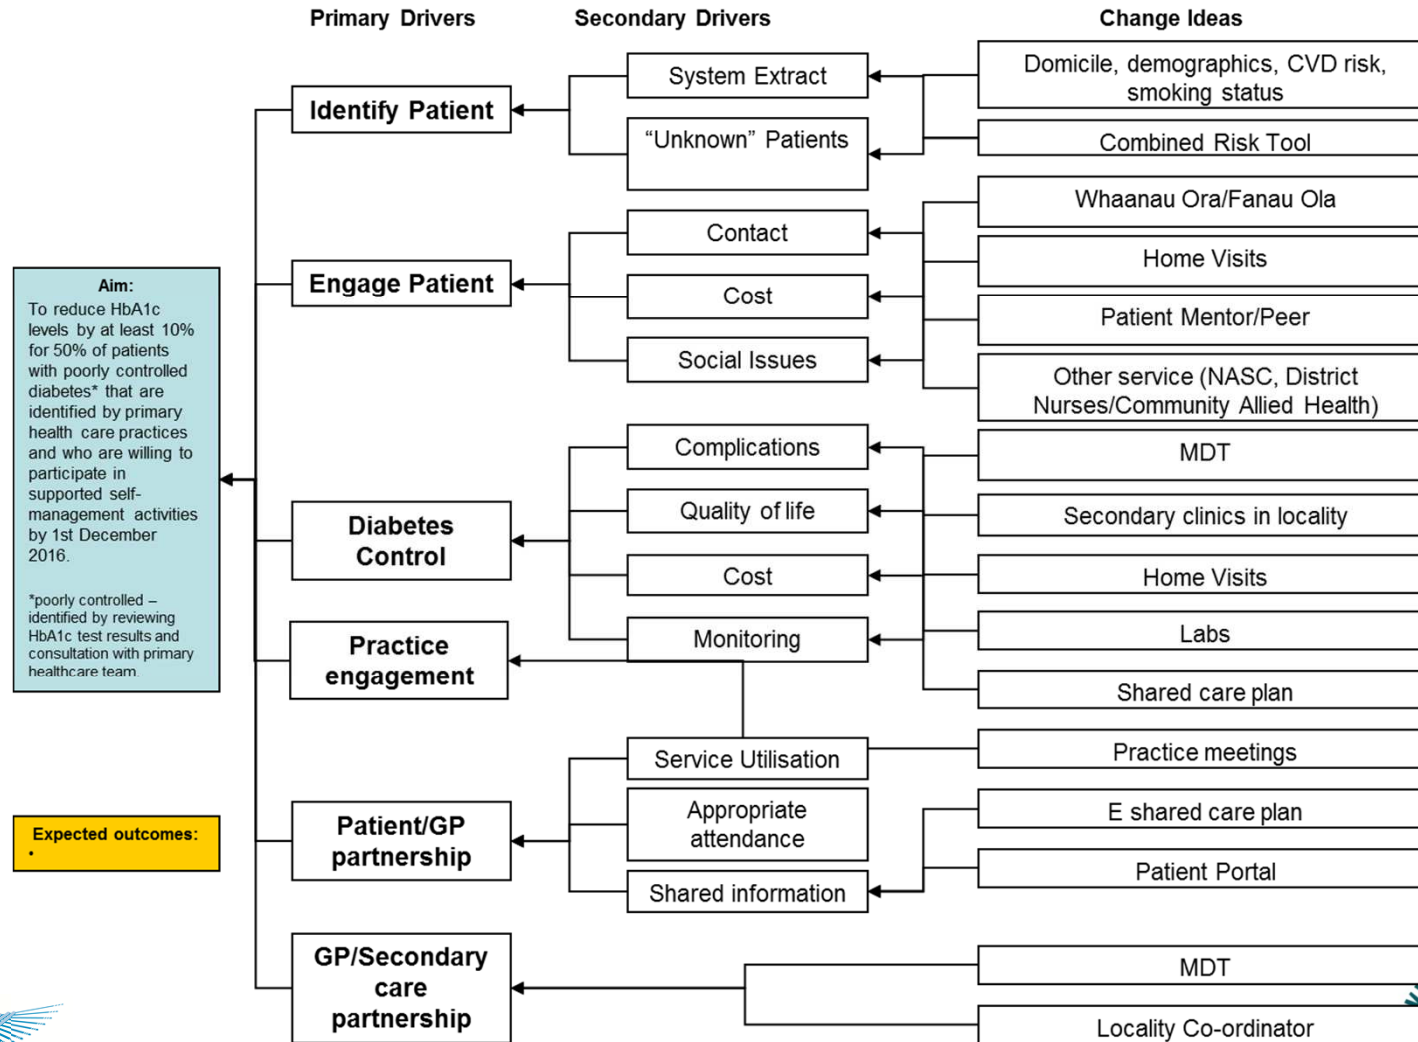 Primary Drivers
Secondary Drivers
Change Ideas
Aim:
To reduce HbA1c
levels by at least 10%
for 50% of patients
with poorly controlled
diabetes* that are
identified by primary
health care practices
and who are willing to
participate in
supported self-
management activities
by 1st December
2016.
*poorly controlled –
identified by reviewing
HbA1c test results and
consultation with primary
healthcare team.
Expected outcomes:
•
Identify Patient
Engage Patient
Diabetes
Control
Practice
engagement
Patient/GP
partnership
GP/Secondary
care
partnership
System Extract
“Unknown” Patients
Contact
Cost
Social Issues
Complications
Quality of life
Cost
Monitoring
Service Utilisation
Appropriate
attendance
Shared information
Domicile, demographics, CVD risk,
smoking status
Combined Risk Tool
Whaanau Ora/Fanau Ola
Home Visits
Patient Mentor/Peer
Other service (NASC, District
Nurses/Community Allied Health)
MDT
Secondary clinics in locality
Home Visits
Labs
Shared care plan
Practice meetings
E shared care plan
Patient Portal
MDT
Locality Co-ordinator